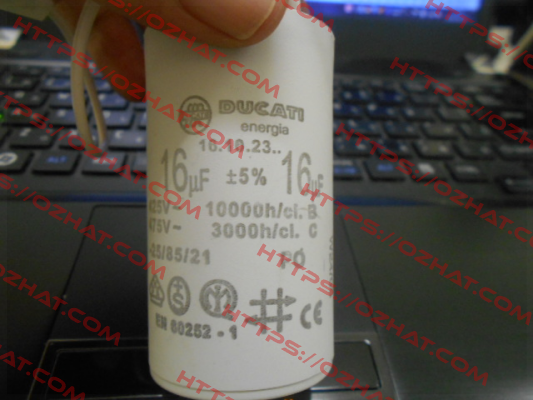 DUCATI
energia
16.10.23..
16µF ±5% 16µF
425V~ 10000h/cl. B
475V~ 3000h/cl. C
-35/85/21
EN 60252 - 1
CE
HTTPS://OZHAT.COM